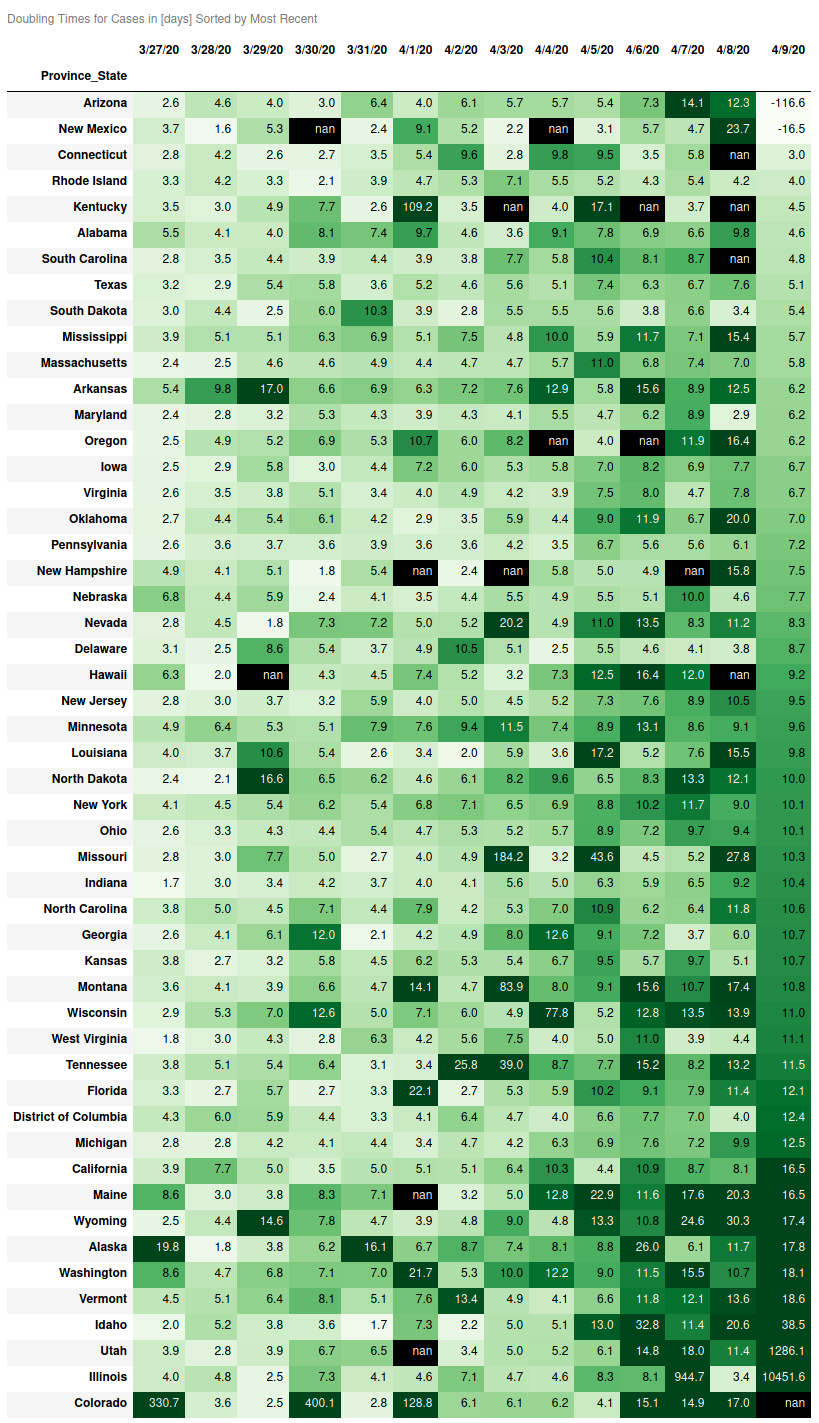 Doubling Times for Cases in [days] Sorted by Most Recent
3/27/20 3/28/20 3/29/20 3/30/20 3/31/20 4/1/20 4/2/20 4/3/20 4/4/20 4/5/20 4/6/20 4/7/20 4/8/20 4/9/20
Province_State
Arizona 2.6 4.6 4.0 3.0 6.4 4.0 6.1 5.7 5.7 5.4 7.3 14.1 12.3 -116.6
New Mexico 3.7 1.6 5.3 nan 2.4 9.1 5.2 2.2 nan 3.1 5.7 4.7 23.7 -16.5
Connecticut 2.8 4.2 2.6 2.7 3.5 5.4 9.6 2.8 9.8 9.5 3.5 5.8 nan 3.0
Rhode Island 3.3 4.2 3.3 2.1 3.9 4.7 5.3 7.1 5.5 5.2 4.3 5.4 4.2 4.0
Kentucky 3.5 3.0 4.9 7.7 2.6 109.2 3.5 nan 4.0 17.1 nan 3.7 nan 4.5
Alabama 5.5 4.1 4.0 8.1 7.4 9.7 4.6 3.6 9.1 7.8 6.9 6.6 9.8 4.6
South Carolina 2.8 3.5 4.4 3.9 4.4 3.9 3.8 7.7 5.8 10.4 8.1 8.7 nan 4.8
Texas 3.2 2.9 5.4 5.8 3.6 5.2 4.6 5.6 5.1 7.4 6.3 6.7 7.6 5.1
South Dakota 3.0 4.4 2.5 6.0 10.3 3.9 2.8 5.5 5.5 5.6 3.8 6.6 3.4 5.4
Mississippi 3.9 5.1 5.1 6.3 6.9 5.1 7.5 4.8 10.0 5.9 11.7 7.1 15.4 5.7
Massachusetts 2.4 2.5 4.6 4.6 4.9 4.4 4.7 4.7 5.7 11.0 6.8 7.4 7.0 5.8
Arkansas 5.4 9.8 17.0 6.6 6.9 6.3 7.2 7.6 12.9 5.8 15.6 8.9 12.5 6.2
Maryland 2.4 2.8 3.2 5.3 4.3 3.9 4.3 4.1 5.5 4.7 6.2 8.9 2.9 6.2
Oregon 2.5 4.9 5.2 6.9 5.3 10.7 6.0 8.2 nan 4.0 nan 11.9 16.4 6.2
Iowa 2.5 2.9 5.8 3.0 4.4 7.2 6.0 5.3 5.8 7.0 8.2 6.9 7.7 6.7
Virginia 2.6 3.5 3.8 5.1 3.4 4.0 4.9 4.2 3.9 7.5 8.0 4.7 7.8 6.7
Oklahoma 2.7 4.4 5.4 6.1 4.2 2.9 3.5 5.9 4.4 9.0 11.9 6.7 20.0 7.0
Pennsylvania 2.6 3.6 3.7 3.6 3.9 3.6 3.6 4.2 3.5 6.7 5.6 5.6 6.1 7.2
New Hampshire 4.9 4.1 5.1 1.8 5.4 nan 2.4 nan 5.8 5.0 4.9 nan 15.8 7.5
Nebraska 6.8 4.4 5.9 2.4 4.1 3.5 4.4 5.5 4.9 5.5 5.1 10.0 4.6 7.7
Nevada 2.8 4.5 1.8 7.3 7.2 5.0 5.2 20.2 4.9 11.0 13.5 8.3 11.2 8.3
Delaware 3.1 2.5 8.6 5.4 3.7 4.9 10.5 5.1 2.5 5.5 4.6 4.1 3.8 8.7
Hawaii 6.3 2.0 nan 4.3 4.5 7.4 5.2 3.2 7.3 12.5 16.4 12.0 nan 9.2
New Jersey 2.8 3.0 3.7 3.2 5.9 4.0 5.0 4.5 5.2 7.3 7.6 8.9 10.5 9.5
Minnesota 4.9 6.4 5.3 5.1 7.9 7.6 9.4 11.5 7.4 8.9 13.1 8.6 9.1 9.6
Louisiana 4.0 3.7 10.6 5.4 2.6 3.4 2.0 5.9 3.6 17.2 5.2 7.6 15.5 9.8
North Dakota 2.4 2.1 16.6 6.5 6.2 4.6 6.1 8.2 9.6 6.5 8.3 13.3 12.1 10.0
New York 4.1 4.5 5.4 6.2 5.4 6.8 7.1 6.5 6.9 8.8 10.2 11.7 9.0 10.1
Ohio 2.6 3.3 4.3 4.4 5.4 4.7 5.3 5.2 5.7 8.9 7.2 9.7 9.4 10.1
Missouri 2.8 3.0 7.7 5.0 2.7 4.0 4.9 184.2 3.2 43.6 4.5 5.2 27.8 10.3
Indiana 1.7 3.0 3.4 4.2 3.7 4.0 4.1 5.6 5.0 6.3 5.9 6.5 9.2 10.4
North Carolina 3.8 5.0 4.5 7.1 4.4 7.9 4.2 5.3 7.0 10.9 6.2 6.4 11.8 10.6
Georgia 2.6 4.1 6.1 12.0 2.1 4.2 4.9 8.0 12.6 9.1 7.2 3.7 6.0 10.7
Kansas 3.8 2.7 3.2 5.8 4.5 6.2 5.3 5.4 6.7 9.5 5.7 9.7 5.1 10.7
Montana 3.6 4.1 3.9 6.6 4.7 14.1 4.7 83.9 8.0 9.1 15.6 10.7 17.4 10.8
Wisconsin 2.9 5.3 7.0 12.6 5.0 7.1 6.0 4.9 77.8 5.2 12.8 13.5 13.9 11.0
West Virginia 1.8 3.0 4.3 2.8 6.3 4.2 5.6 7.5 4.0 5.0 11.0 3.9 4.4 11.1
Tennessee 3.8 5.1 5.4 6.4 3.1 3.4 25.8 39.0 8.7 7.7 15.2 8.2 13.2 11.5
Florida 3.3 2.7 5.7 2.8 3.3 22.1 2.7 5.3 5.9 10.2 9.1 7.9 11.4 12.1
District of Columbia 4.3 6.0 5.9 4.4 3.3 4.1 6.4 4.7 4.0 6.6 7.7 7.0 4.0 12.4
Michigan 2.8 2.8 4.2 4.1 4.4 3.4 4.7 4.2 6.3 6.9 7.6 7.2 9.9 12.5
California 3.9 7.7 5.0 3.5 5.0 5.1 5.1 6.4 10.3 4.4 10.9 8.7 8.1 16.5
Maine 8.6 3.0 3.8 8.3 7.1 nan 3.2 5.0 12.8 22.9 11.6 17.6 20.3 16.5
Wyoming 2.5 4.4 14.6 7.8 4.7 3.9 4.8 9.0 4.8 13.3 10.8 24.6 30.3 17.4
Alaska 19.8 1.8 3.8 6.2 16.1 6.7 8.7 7.4 8.1 8.8 26.0 6.1 11.7 17.8
Washington 8.6 4.7 6.8 7.1 7.0 21.7 5.3 10.0 12.2 9.0 11.5 15.5 10.7 18.1
Vermont 4.5 5.1 6.4 8.1 5.1 7.6 13.4 4.9 4.1 6.6 11.8 12.1 13.6 18.6
Idaho 2.0 5.2 3.8 3.6 1.7 7.3 2.2 5.0 5.1 13.0 32.8 11.4 20.6 38.5
Utah 3.9 4.0 2.9 6.7 6.5 nan 3.4 5.0 5.2 6.1 14.8 18.0 11.4 1286.1
Illinois 4.0 4.8 2.5 7.3 4.1 4.6 7.1 4.7 4.6 8.3 8.1 944.7 3.4 10451.6
Colorado 330.7 3.6 2.5 400.1 2.8 128.8 6.1 6.1 6.2 4.1 15.1 14.9 17.0 nan